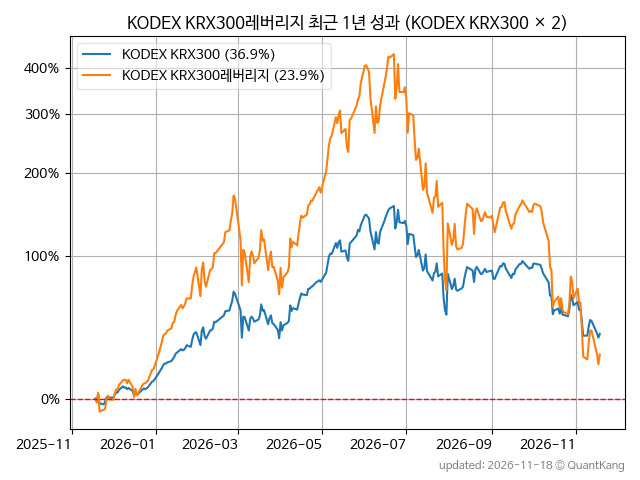 KODEX KRX300레버리지 최근 1년 성과 (KODEX KRX300 × 2)
KODEX KRX300 (36.9%)
KODEX KRX300레버리지 (23.9%)
400%
300%
200%
100%
0%
2025-11 2026-01 2026-03 2026-05 2026-07 2026-09 2026-11
updated: 2026-11-18 © QuantKang